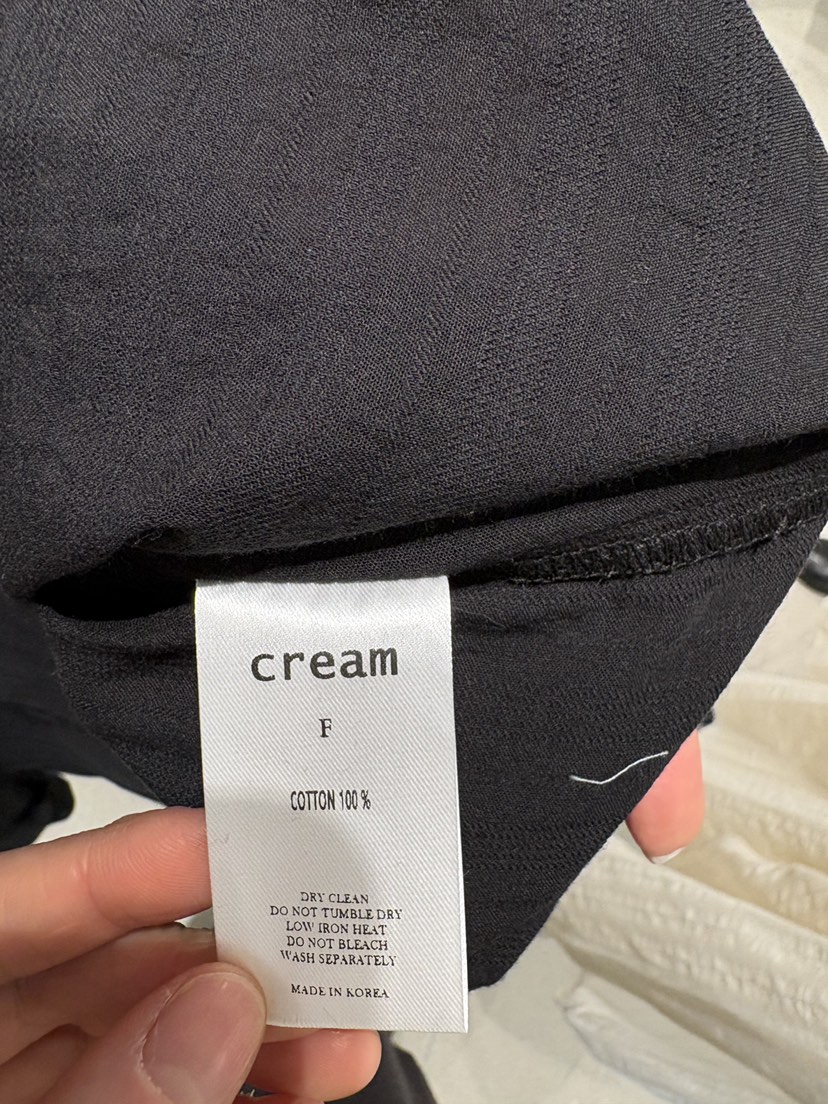 cream
F
COTTON 100 %
DRY CLEAN
DO NOT TUMBLE DRY
LOW IRON HEAT
DO NOT BLEACH
WASH SEPARATELY
MADE IN KOREA